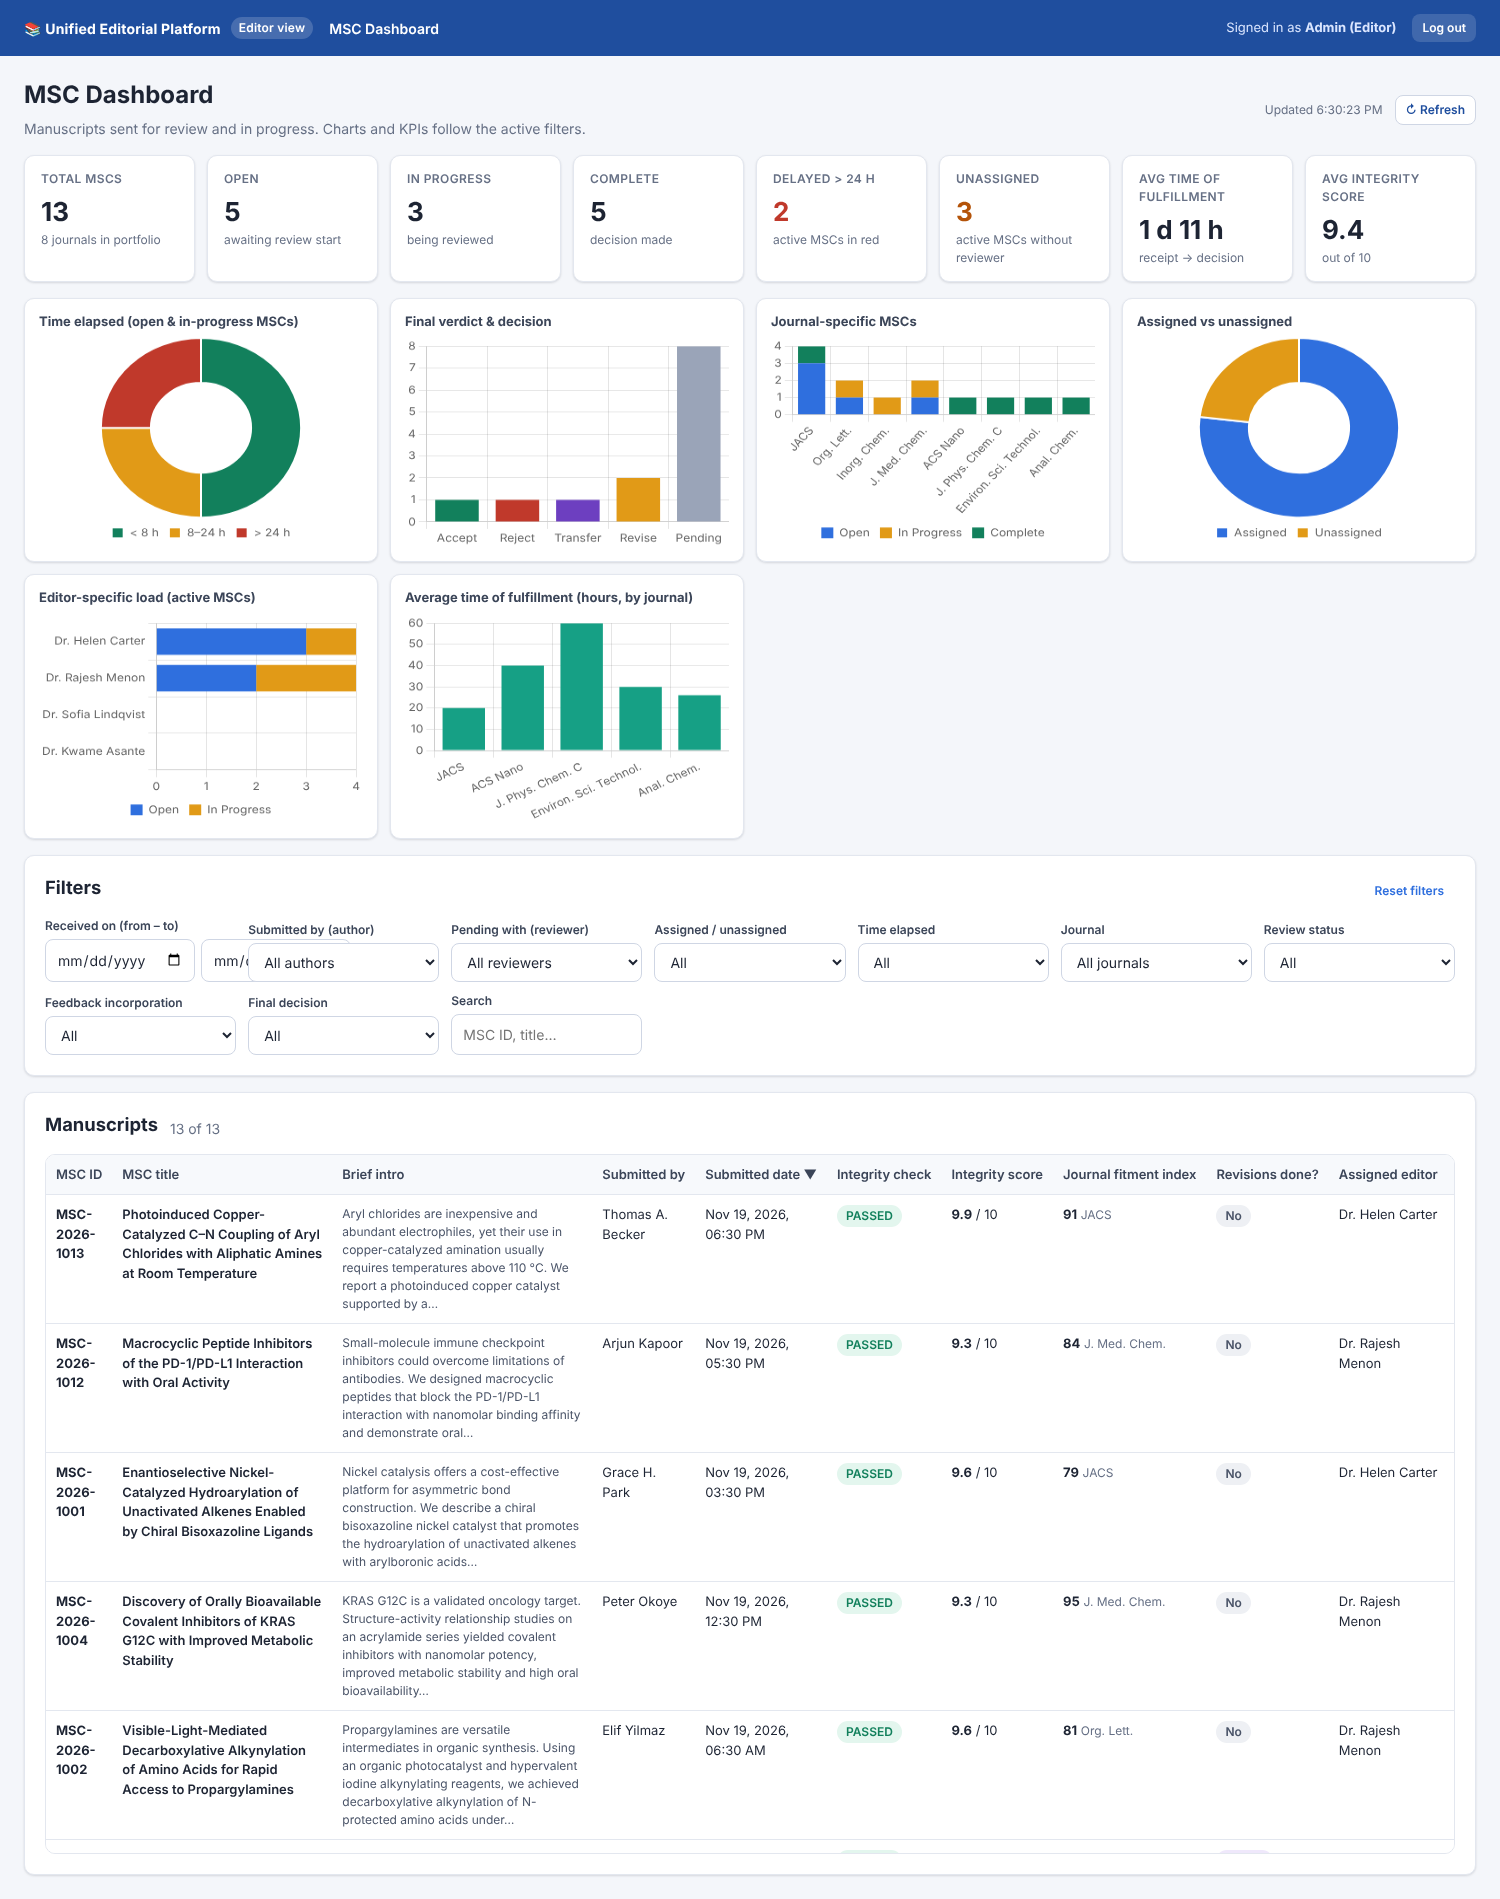 📚 Unified Editorial Platform Editor view MSC Dashboard Signed in as Admin (Editor) Log out
MSC Dashboard
Updated 6:30:23 PM ↻ Refresh
Manuscripts sent for review and in progress. Charts and KPIs follow the active filters.
TOTAL MSCS
13
8 journals in portfolio
OPEN
5
awaiting review start
IN PROGRESS
3
being reviewed
COMPLETE
5
decision made
DELAYED > 24 H
2
active MSCs in red
UNASSIGNED
3
active MSCs without
reviewer
AVG TIME OF
FULFILLMENT
1 d 11 h
receipt → decision
AVG INTEGRITY
SCORE
9.4
out of 10
Time elapsed (open & in-progress MSCs)
< 8 h 8–24 h > 24 h
Final verdict & decision
8
7
6
5
4
3
2
1
0
Accept Reject Transfer Revise Pending
Journal-specific MSCs
4
3
2
1
0
JACS
Org. Lett.
Inorg. Chem.
J. Med. Chem.
ACS Nano
J. Phys. Chem. C
Environ. Sci. Technol.
Anal. Chem.
Open In Progress Complete
Assigned vs unassigned
Assigned Unassigned
Editor-specific load (active MSCs)
Dr. Helen Carter
Dr. Rajesh Menon
Dr. Sofia Lindqvist
Dr. Kwame Asante
0 1 2 3 4
Open In Progress
Average time of fulfillment (hours, by journal)
60
50
40
30
20
10
0
JACS
ACS Nano
J. Phys. Chem. C
Environ. Sci. Technol.
Anal. Chem.
Filters
Reset filters
Received on (from – to)
mm/dd/yyyy mm/
Submitted by (author)
All authors
Pending with (reviewer)
All reviewers
Assigned / unassigned
All
Time elapsed
All
Journal
All journals
Review status
All
Feedback incorporation
All
Final decision
All
Search
MSC ID, title...
Manuscripts 13 of 13
MSC ID MSC title Brief intro Submitted by Submitted date ▼ Integrity check Integrity score Journal fitment index Revisions done? Assigned editor
MSC-
2026-
1013
Photoinduced Copper-
Catalyzed C–N Coupling of Aryl
Chlorides with Aliphatic Amines
at Room Temperature
Aryl chlorides are inexpensive and
abundant electrophiles, yet their use in
copper-catalyzed amination usually
requires temperatures above 110 °C. We
report a photoinduced copper catalyst
supported by a…
Thomas A.
Becker
Nov 19, 2026,
06:30 PM
PASSED
9.9 / 10
91 JACS
No
Dr. Helen Carter
MSC-
2026-
1012
Macrocyclic Peptide Inhibitors
of the PD-1/PD-L1 Interaction
with Oral Activity
Small-molecule immune checkpoint
inhibitors could overcome limitations of
antibodies. We designed macrocyclic
peptides that block the PD-1/PD-L1
interaction with nanomolar binding affinity
and demonstrate oral…
Arjun Kapoor
Nov 19, 2026,
05:30 PM
PASSED
9.3 / 10
84 J. Med. Chem.
No
Dr. Rajesh
Menon
MSC-
2026-
1001
Enantioselective Nickel-
Catalyzed Hydroarylation of
Unactivated Alkenes Enabled
by Chiral Bisoxazoline Ligands
Nickel catalysis offers a cost-effective
platform for asymmetric bond
construction. We describe a chiral
bisoxazoline nickel catalyst that promotes
the hydroarylation of unactivated alkenes
with arylboronic acids…
Grace H.
Park
Nov 19, 2026,
03:30 PM
PASSED
9.6 / 10
79 JACS
No
Dr. Helen Carter
MSC-
2026-
1004
Discovery of Orally Bioavailable
Covalent Inhibitors of KRAS
G12C with Improved Metabolic
Stability
KRAS G12C is a validated oncology target.
Structure-activity relationship studies on
an acrylamide series yielded covalent
inhibitors with nanomolar potency,
improved metabolic stability and high oral
bioavailability…
Peter Okoye
Nov 19, 2026,
12:30 PM
PASSED
9.3 / 10
95 J. Med. Chem.
No
Dr. Rajesh
Menon
MSC-
2026-
1002
Visible-Light-Mediated
Decarboxylative Alkynylation
of Amino Acids for Rapid
Access to Propargylamines
Propargylamines are versatile
intermediates in organic synthesis. Using
an organic photocatalyst and hypervalent
iodine alkynylating reagents, we achieved
decarboxylative alkynylation of N-
protected amino acids under…
Elif Yilmaz
Nov 19, 2026,
06:30 AM
PASSED
9.6 / 10
81 Org. Lett.
No
Dr. Rajesh
Menon